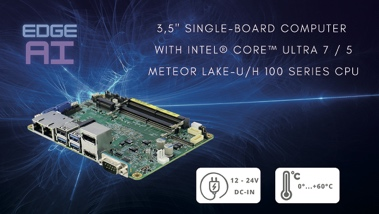 EDGE
AI
3,5" SINGLE-BOARD COMPUTER
WITH INTEL® CORE™ ULTRA 7 / 5
METEOR LAKE-U/H 100 SERIES CPU
12 - 24V
DC-IN
°C
0°...+60°C